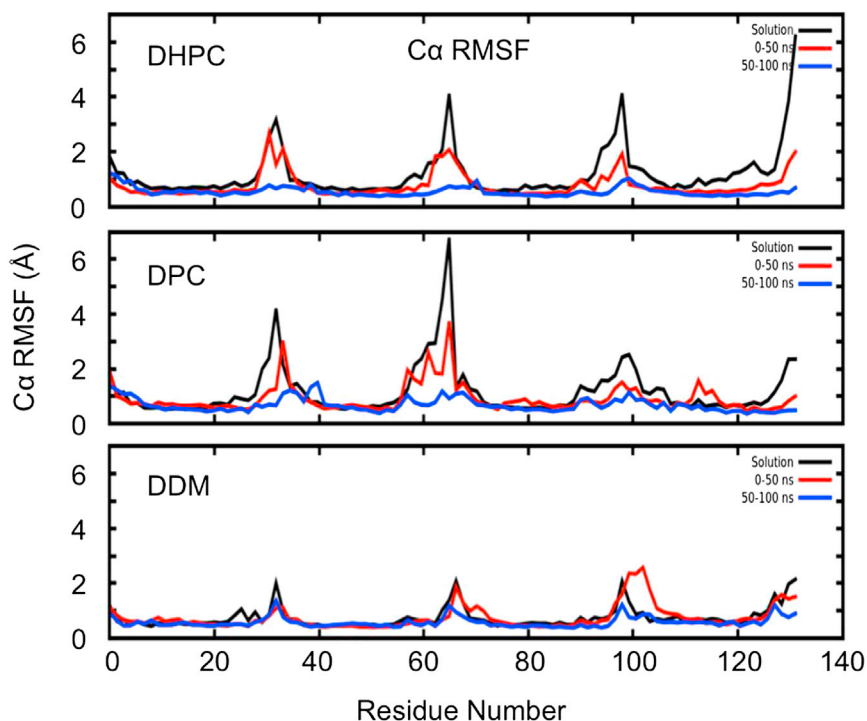 Cα RMSF (Å)
DHPC
Cα RMSF
Solution
0-50 ns
50-100 ns
6
4
2
0
DPC
Solution
0-50 ns
50-100 ns
6
4
2
0
DDM
Solution
0-50 ns
50-100 ns
6
4
2
0
0 20 40 60 80 100 120 140
Residue Number